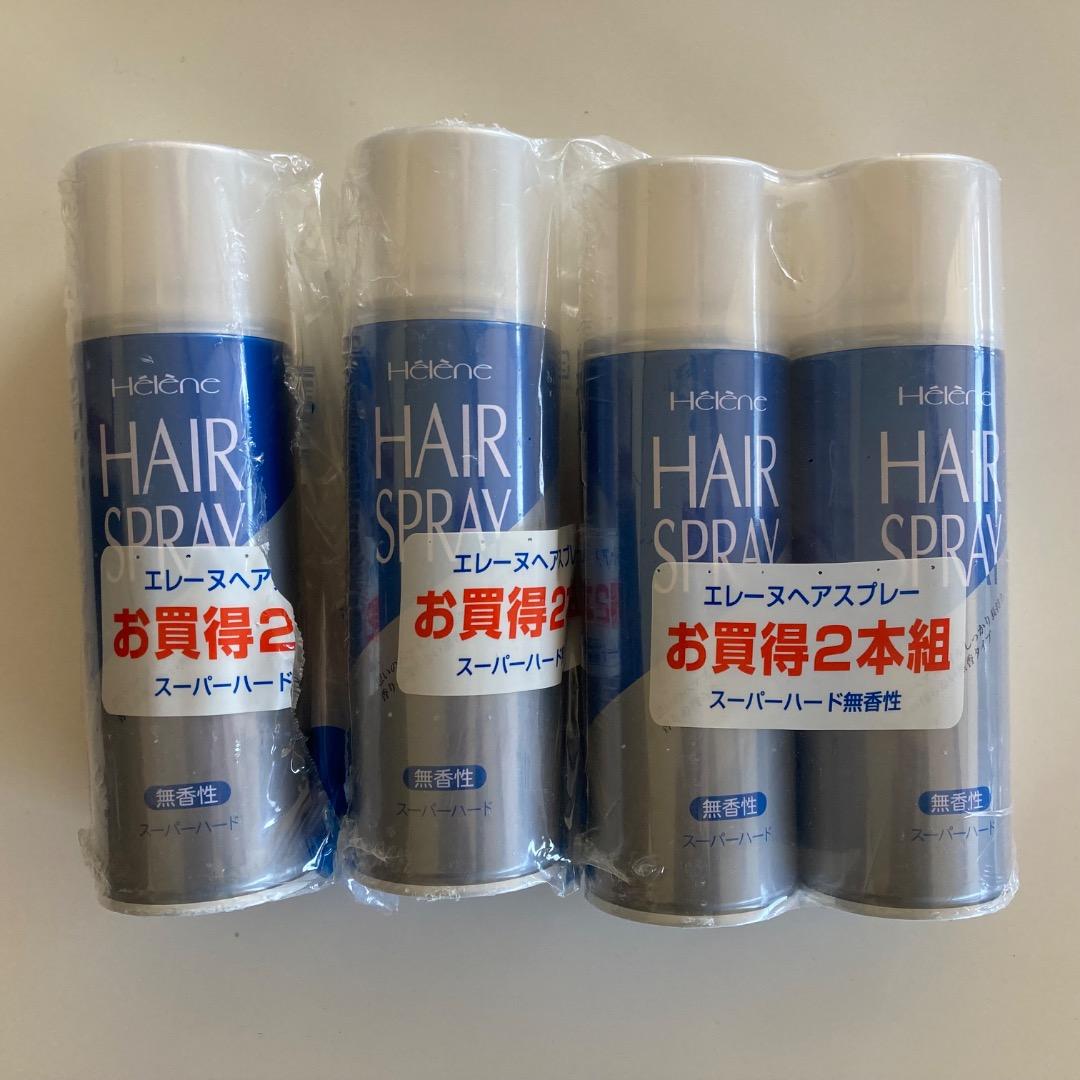 Hélène
HAIR
SPRAY
エレーヌヘア
お買得2
スーパーハード
無香性
スーパーハード
Hélène
HAIR
SPRAY
エレーヌヘアスプレー
お買得2
スーパーハード
無香性
スーパーハード
Hélène
HAIR
SPRAY
Hélène
HAIR
SPRAY
エレーヌヘアスプレー
お買得2本組
スーパーハード無香性
無香性
スーパーハード
無香性
スーパーハード